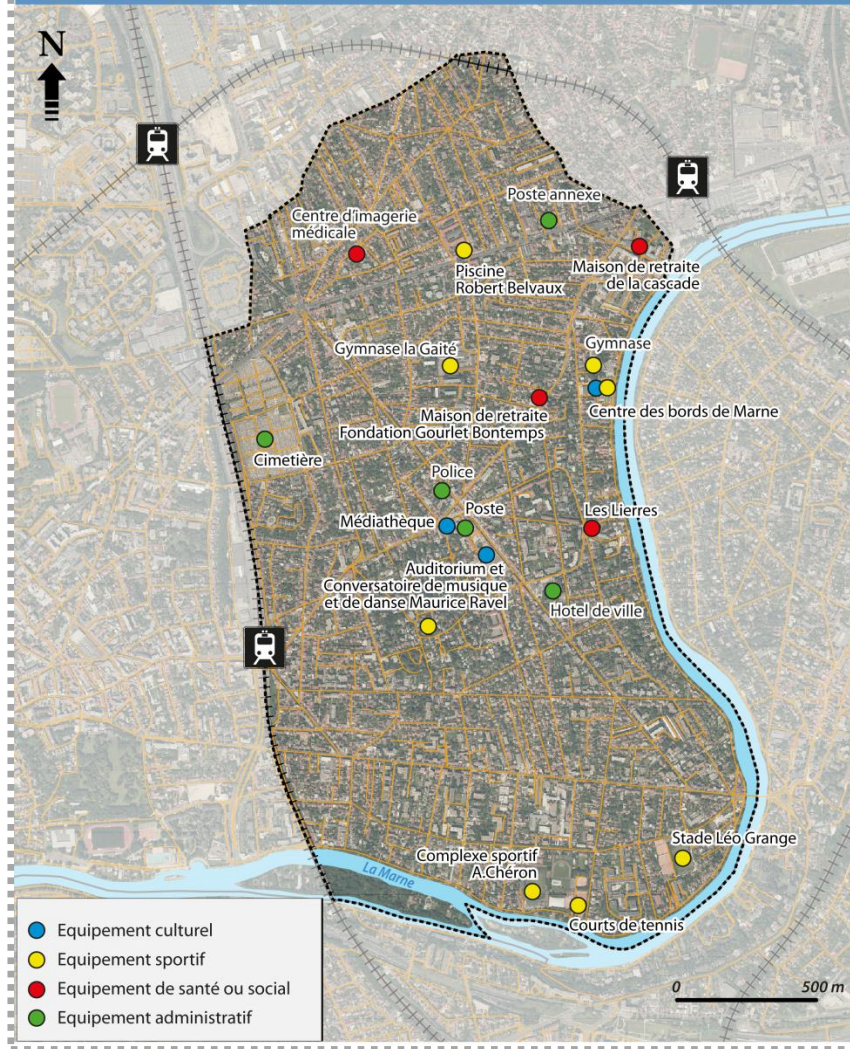 N
Poste annexe
Centre d'imagerie
médicale
Piscine
Robert Belvaux
Maison de retraite
de la cascade
Gymnase la Gaité
Gymnase
Maison de retraite
Fondation Gourlet Bontemps
Centre des bords de Marne
Cimetière
Police
Médiathèque
Poste
Les Lierres
Auditorium et
Conversatoire de musique
et de danse Maurice Ravel
Hotel de ville
Stade Léo Grange
Complexe sportif
A.Chéron
La Marne
Courts de tennis
Equipement culturel
Equipement sportif
Equipement de santé ou social
Equipement administratif
0 500 m